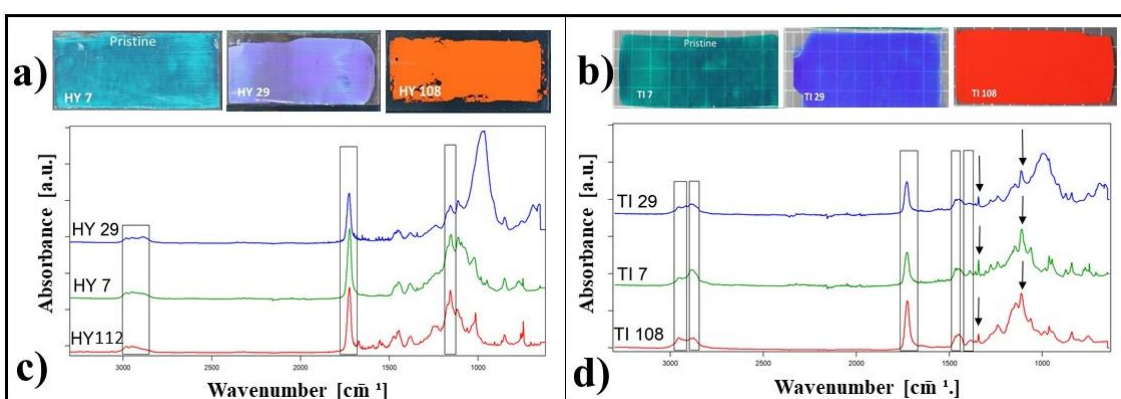 a)
Pristine
HY 7
HY 29
HY 108
b)
Pristine
TI 7
TI 29
TI 108
Absorbance [a.u.]
HY 29
HY 7
HY112
3000
2500
2000
1500
1000
c)
Wavenumber [cm̄ ¹]
Absorbance [a.u.]
TI 29
TI 7
TI 108
3000
2500
2000
1500
1000
d)
Wavenumber [cm̄ ¹.]